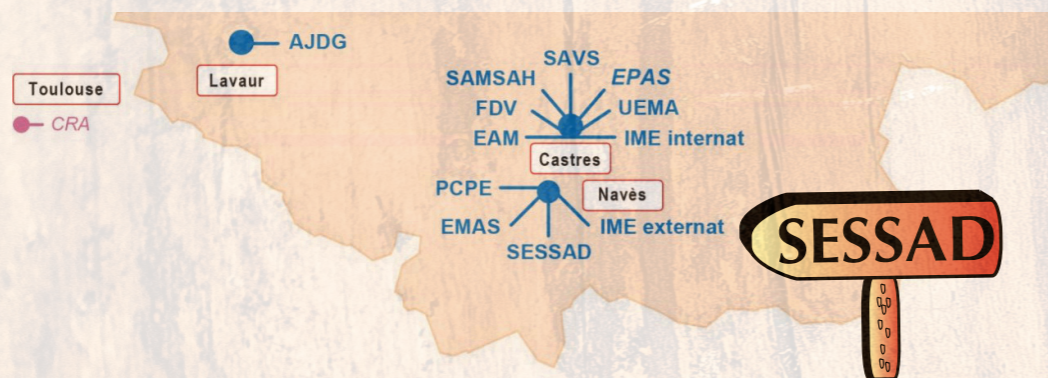 AJDG
Lavaur
Toulouse
CRA
SAVS
SAMSAH
EPAS
FDV
UEMA
EAM
IME internat
Castres
PCPE
Navès
EMAS
IME externat
SESSAD
SESSAD